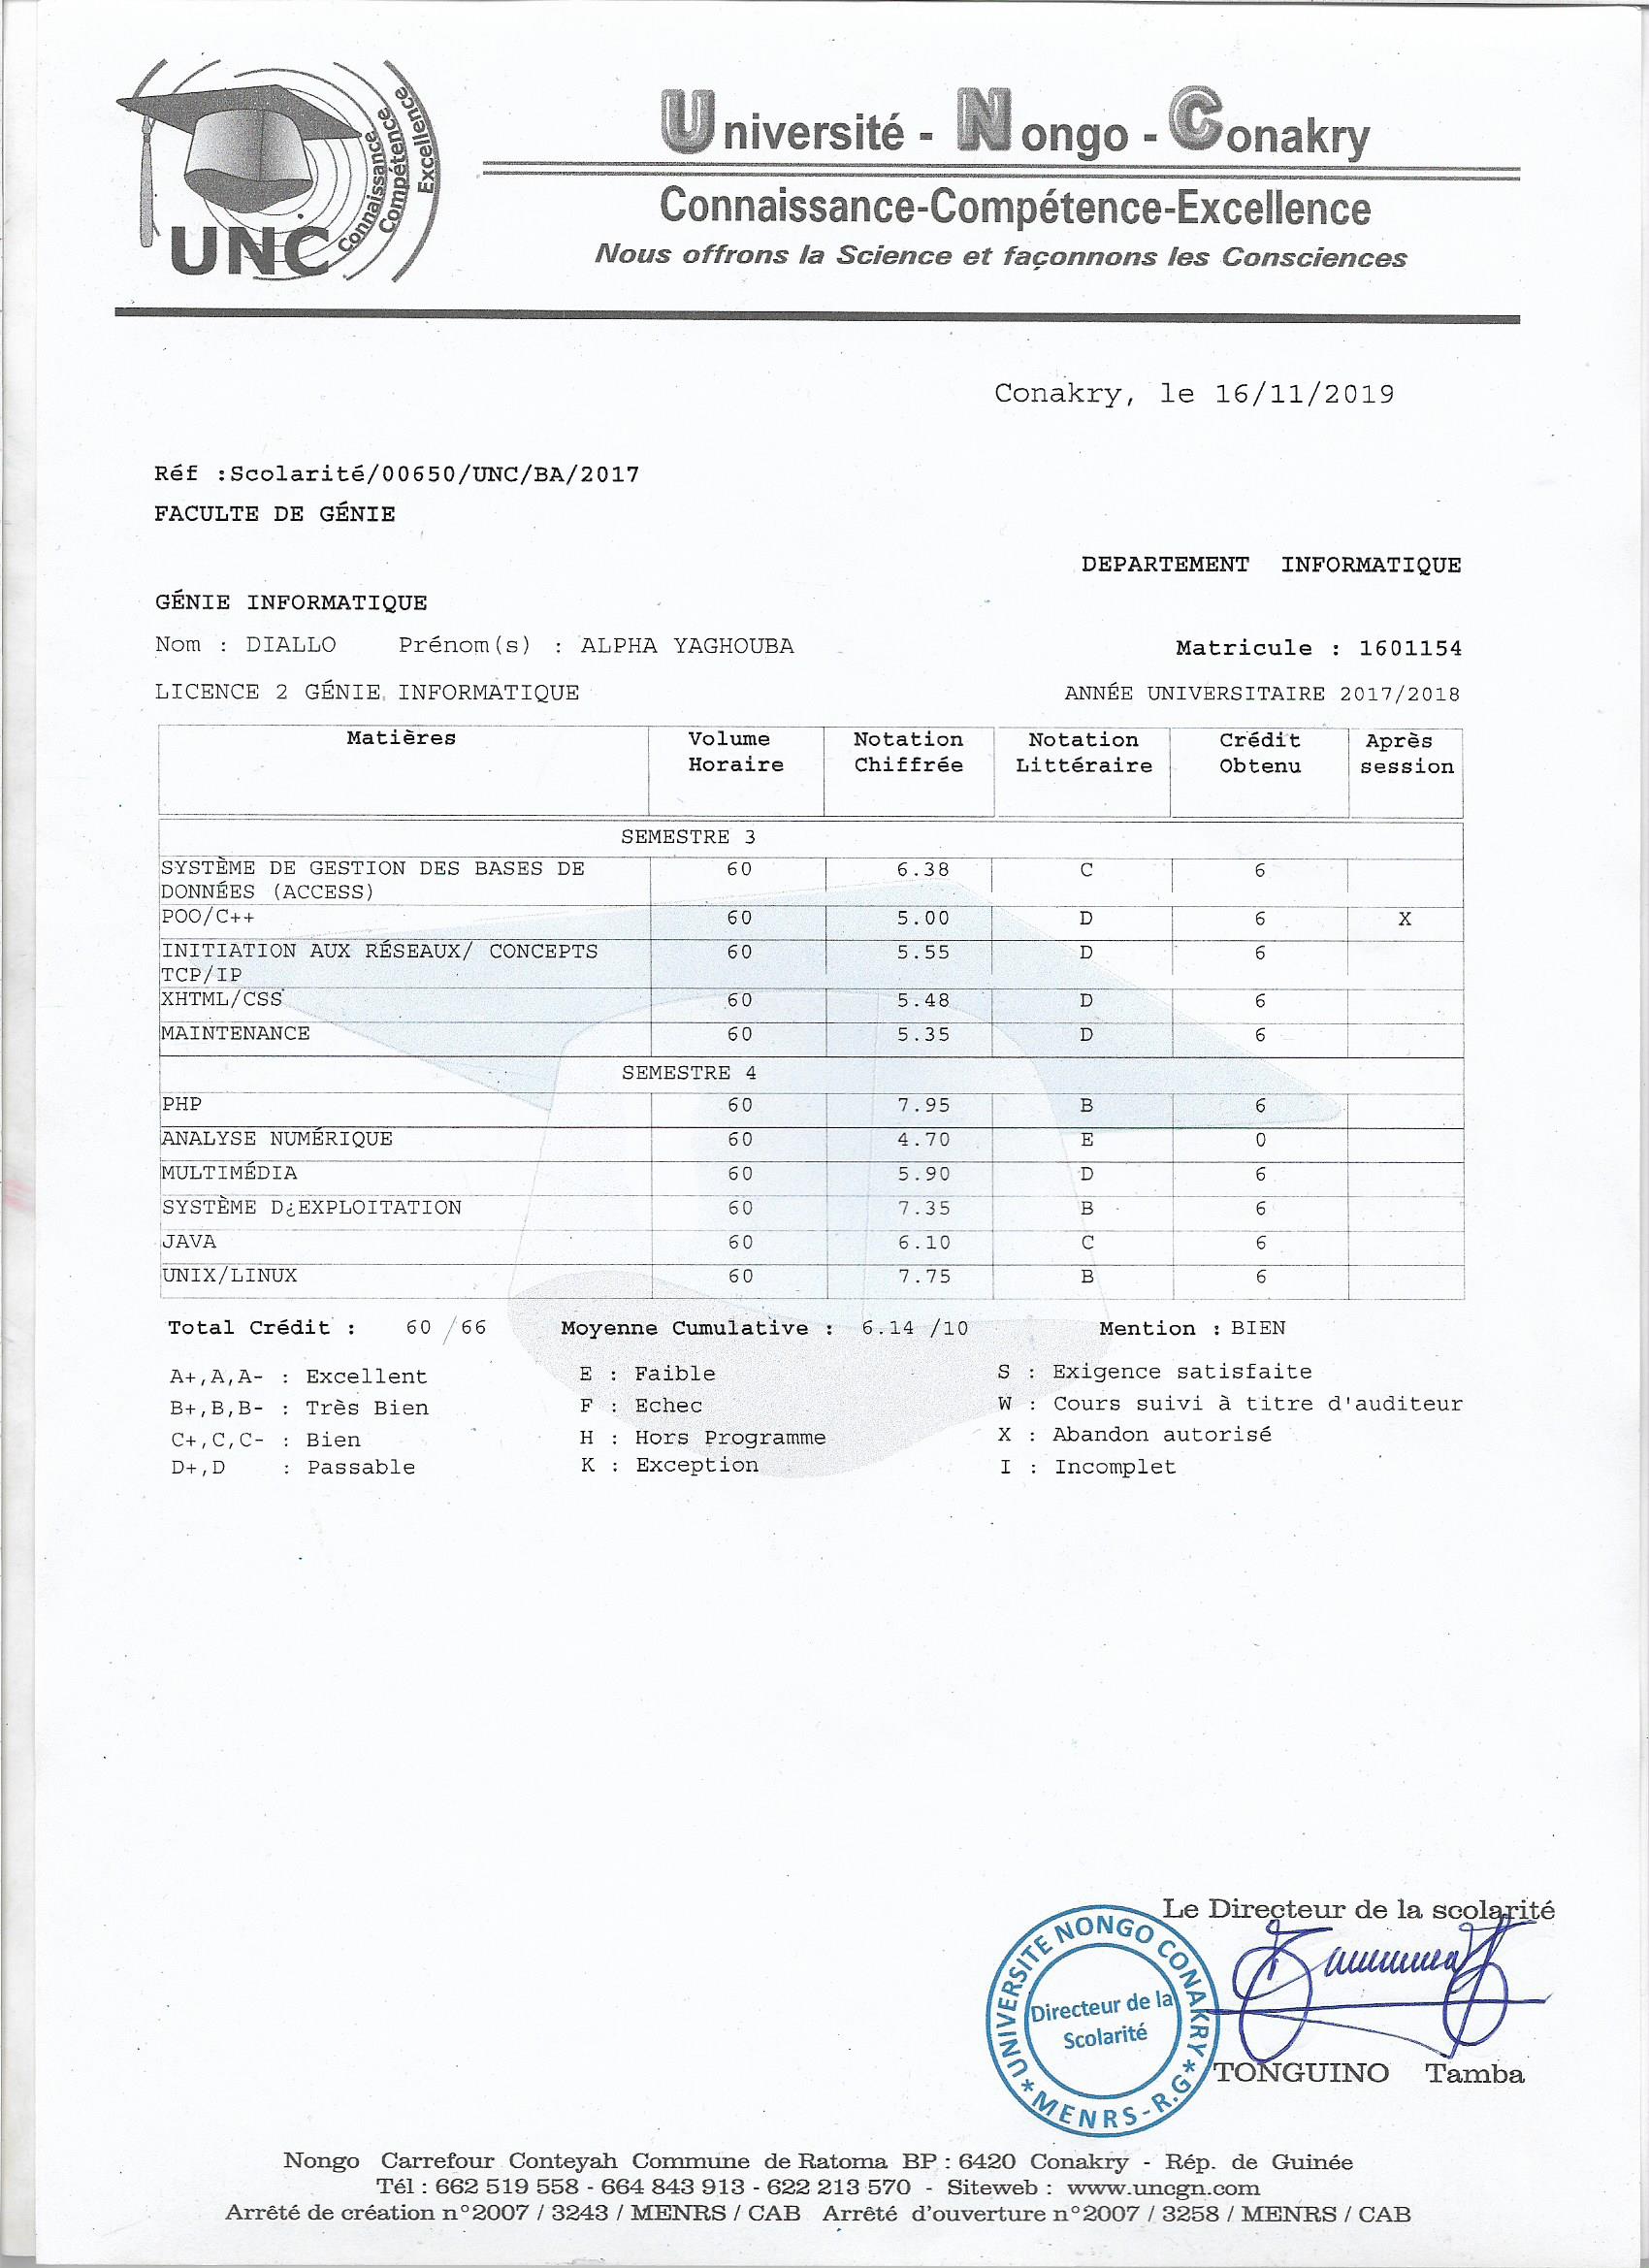 Université - Nongo - Conakry
Connaissance-Compétence-Excellence
Nous offrons la Science et façonnons les Consciences
UNC
Connaissance
Compétence
Excellence
Conakry, le 16/11/2019
Réf :Scolarité/00650/UNC/BA/2017
FACULTE DE GÉNIE
DEPARTEMENT INFORMATIQUE
GÉNIE INFORMATIQUE
Nom : DIALLO Prénom(s) : ALPHA YAGHOUBA Matricule : 1601154
LICENCE 2 GÉNIE INFORMATIQUE ANNÉE UNIVERSITAIRE 2017/2018
Matières Volume Notation Notation Crédit Après
Horaire Chiffrée Littéraire Obtenu session
SEMESTRE 3
SYSTÈME DE GESTION DES BASES DE 60 6.38 C 6
DONNÉES (ACCESS)
POO/C++ 60 5.00 D 6 X
INITIATION AUX RÉSEAUX/ CONCEPTS 60 5.55 D 6
TCP/IP
XHTML/CSS 60 5.48 D 6
MAINTENANCE 60 5.35 D 6
SEMESTRE 4
PHP 60 7.95 B 6
ANALYSE NUMÉRIQUE 60 4.70 E 0
MULTIMÉDIA 60 5.90 D 6
SYSTÈME D¿EXPLOITATION 60 7.35 B 6
JAVA 60 6.10 C 6
UNIX/LINUX 60 7.75 B 6
Total Crédit : 60 /66 Moyenne Cumulative : 6.14 /10 Mention : BIEN
A+,A,A- : Excellent E : Faible S : Exigence satisfaite
B+,B,B- : Très Bien F : Echec W : Cours suivi à titre d'auditeur
C+,C,C- : Bien H : Hors Programme X : Abandon autorisé
D+,D : Passable K : Exception I : Incomplet
Le Directeur de la scolarité
UNIVERSITE NONGO CONAKRY
Directeur de la
Scolarité
*MENRS-R.G*
TONGUINO Tamba
Nongo Carrefour Conteyah Commune de Ratoma BP : 6420 Conakry - Rép. de Guinée
Tél : 662 519 558 - 664 843 913 - 622 213 570 - Siteweb : www.uncgn.com
Arrêté de création n°2007 / 3243 / MENRS / CAB Arrêté d'ouverture n°2007 / 3258 / MENRS / CAB